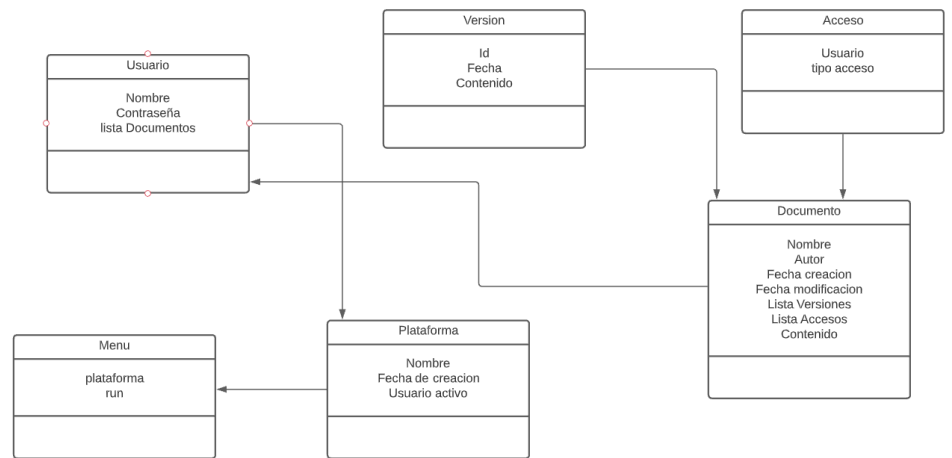 Version
Id
Fecha
Contenido
Acceso
Usuario
tipo acceso
Usuario
Nombre
Contraseña
lista Documentos
Documento
Nombre
Autor
Fecha creacion
Fecha modificacion
Lista Versiones
Lista Accesos
Contenido
Menu
plataforma
run
Plataforma
Nombre
Fecha de creacion
Usuario activo